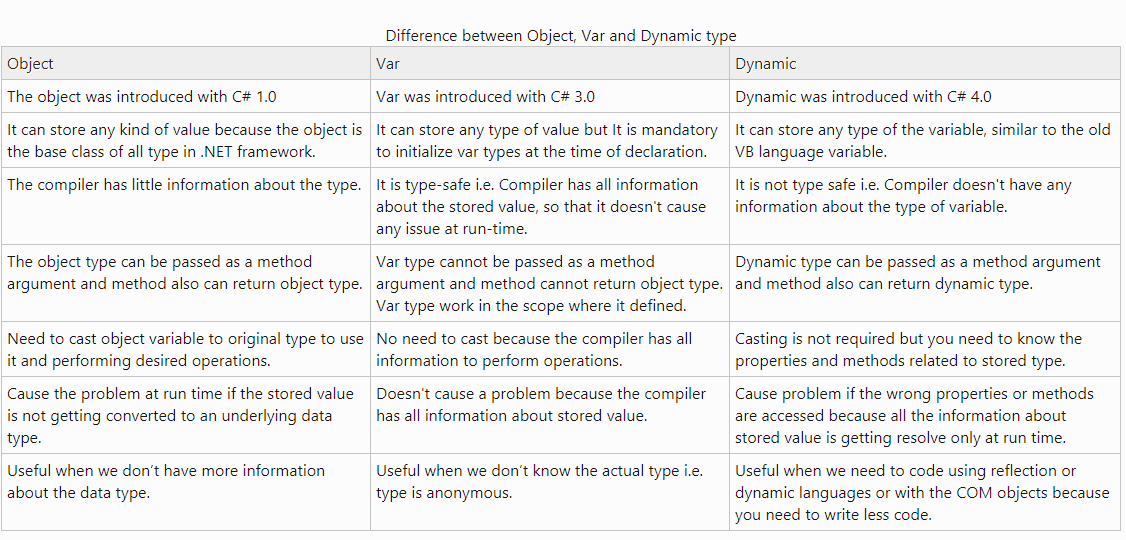 Difference between Object, Var and Dynamic type
Object
Var
Dynamic
The object was introduced with C# 1.0
Var was introduced with C# 3.0
Dynamic was introduced with C# 4.0
It can store any kind of value because the object is
the base class of all type in .NET framework.
It can store any type of value but It is mandatory
to initialize var types at the time of declaration.
It can store any type of the variable, similar to the old
VB language variable.
The compiler has little information about the type.
It is type-safe i.e. Compiler has all information
about the stored value, so that it doesn't cause
any issue at run-time.
It is not type safe i.e. Compiler doesn't have any
information about the type of variable.
The object type can be passed as a method
argument and method also can return object type.
Var type cannot be passed as a method
argument and method cannot return object type.
Var type work in the scope where it defined.
Dynamic type can be passed as a method argument
and method also can return dynamic type.
Need to cast object variable to original type to use
it and performing desired operations.
No need to cast because the compiler has all
information to perform operations.
Casting is not required but you need to know the
properties and methods related to stored type.
Cause the problem at run time if the stored value
is not getting converted to an underlying data
type.
Doesn't cause a problem because the compiler
has all information about stored value.
Cause problem if the wrong properties or methods
are accessed because all the information about
stored value is getting resolve only at run time.
Useful when we don't have more information
about the data type.
Useful when we don't know the actual type i.e.
type is anonymous.
Useful when we need to code using reflection or
dynamic languages or with the COM objects because
you need to write less code.